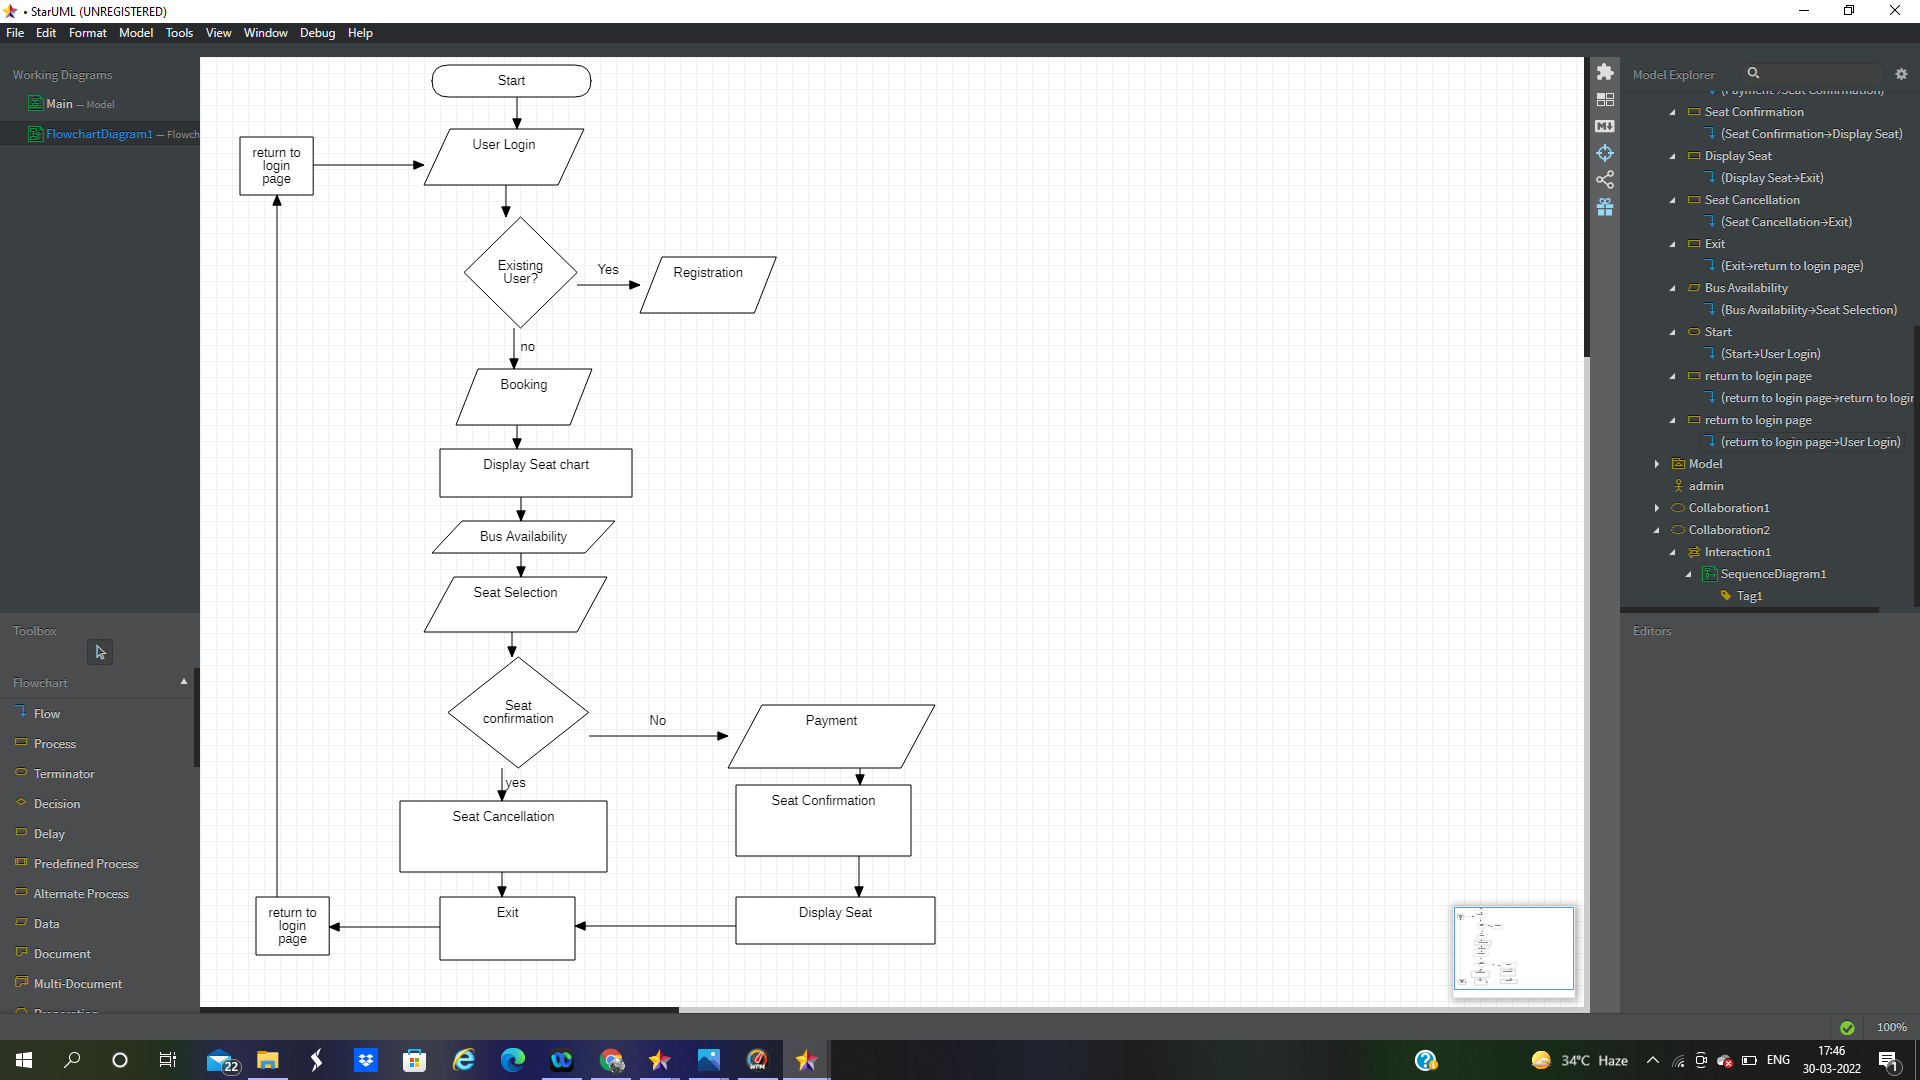 • StarUML (UNREGISTERED)
File Edit Format Model Tools View Window Debug Help
Working Diagrams
Main — Model
FlowchartDiagram1 — Flowch
Toolbox
Flowchart
Flow
Process
Terminator
Decision
Delay
Predefined Process
Alternate Process
Data
Document
Multi-Document
Preparation
Start
User Login
return to
login
page
Existing
User?
Yes
Registration
no
Booking
Display Seat chart
Bus Availability
Seat Selection
Seat
confirmation
No
Payment
yes
Seat Cancellation
Seat Confirmation
return to
login
page
Exit
Display Seat
Model Explorer
(Payment→Seat Confirmation)
Seat Confirmation
(Seat Confirmation→Display Seat)
Display Seat
(Display Seat→Exit)
Seat Cancellation
(Seat Cancellation→Exit)
Exit
(Exit→return to login page)
Bus Availability
(Bus Availability→Seat Selection)
Start
(Start→User Login)
return to login page
(return to login page→return to login
return to login page
(return to login page→User Login)
Model
admin
Collaboration1
Collaboration2
Interaction1
SequenceDiagram1
Tag1
Editors
100%
22
34°C Haze
ENG
17:46
30-03-2022
1